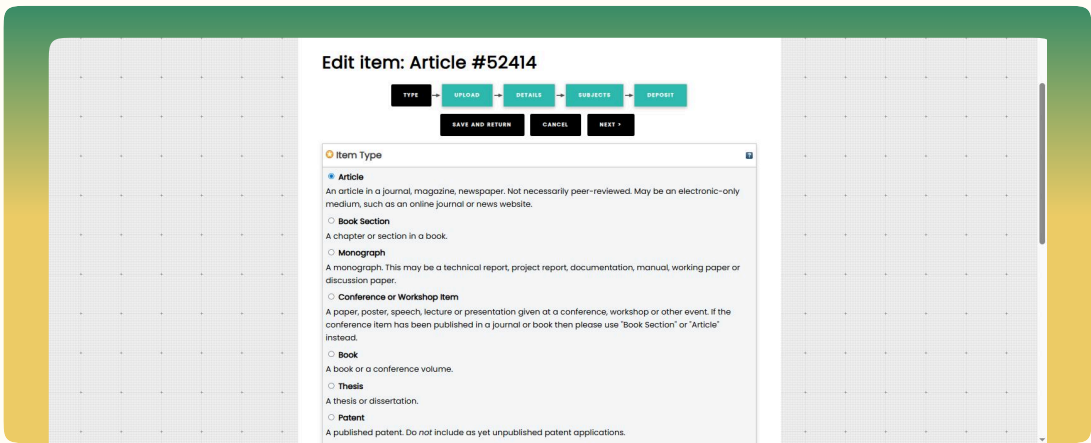 Edit item: Article #52414
TYPE
UPLOAD
DETAILS
SUBJECTS
DEPOSIT
SAVE AND RETURN
CANCEL
NEXT >
Item Type
?
Article
An article in a journal, magazine, newspaper. Not necessarily peer-reviewed. May be an electronic-only
medium, such as an online journal or news website.
Book Section
A chapter or section in a book.
Monograph
A monograph. This may be a technical report, project report, documentation, manual, working paper or
discussion paper.
Conference or Workshop Item
A paper, poster, speech, lecture or presentation given at a conference, workshop or other event. If the
conference item has been published in a journal or book then please use "Book Section" or "Article"
instead.
Book
A book or a conference volume.
Thesis
A thesis or dissertation.
Patent
A published patent. Do not include as yet unpublished patent applications.